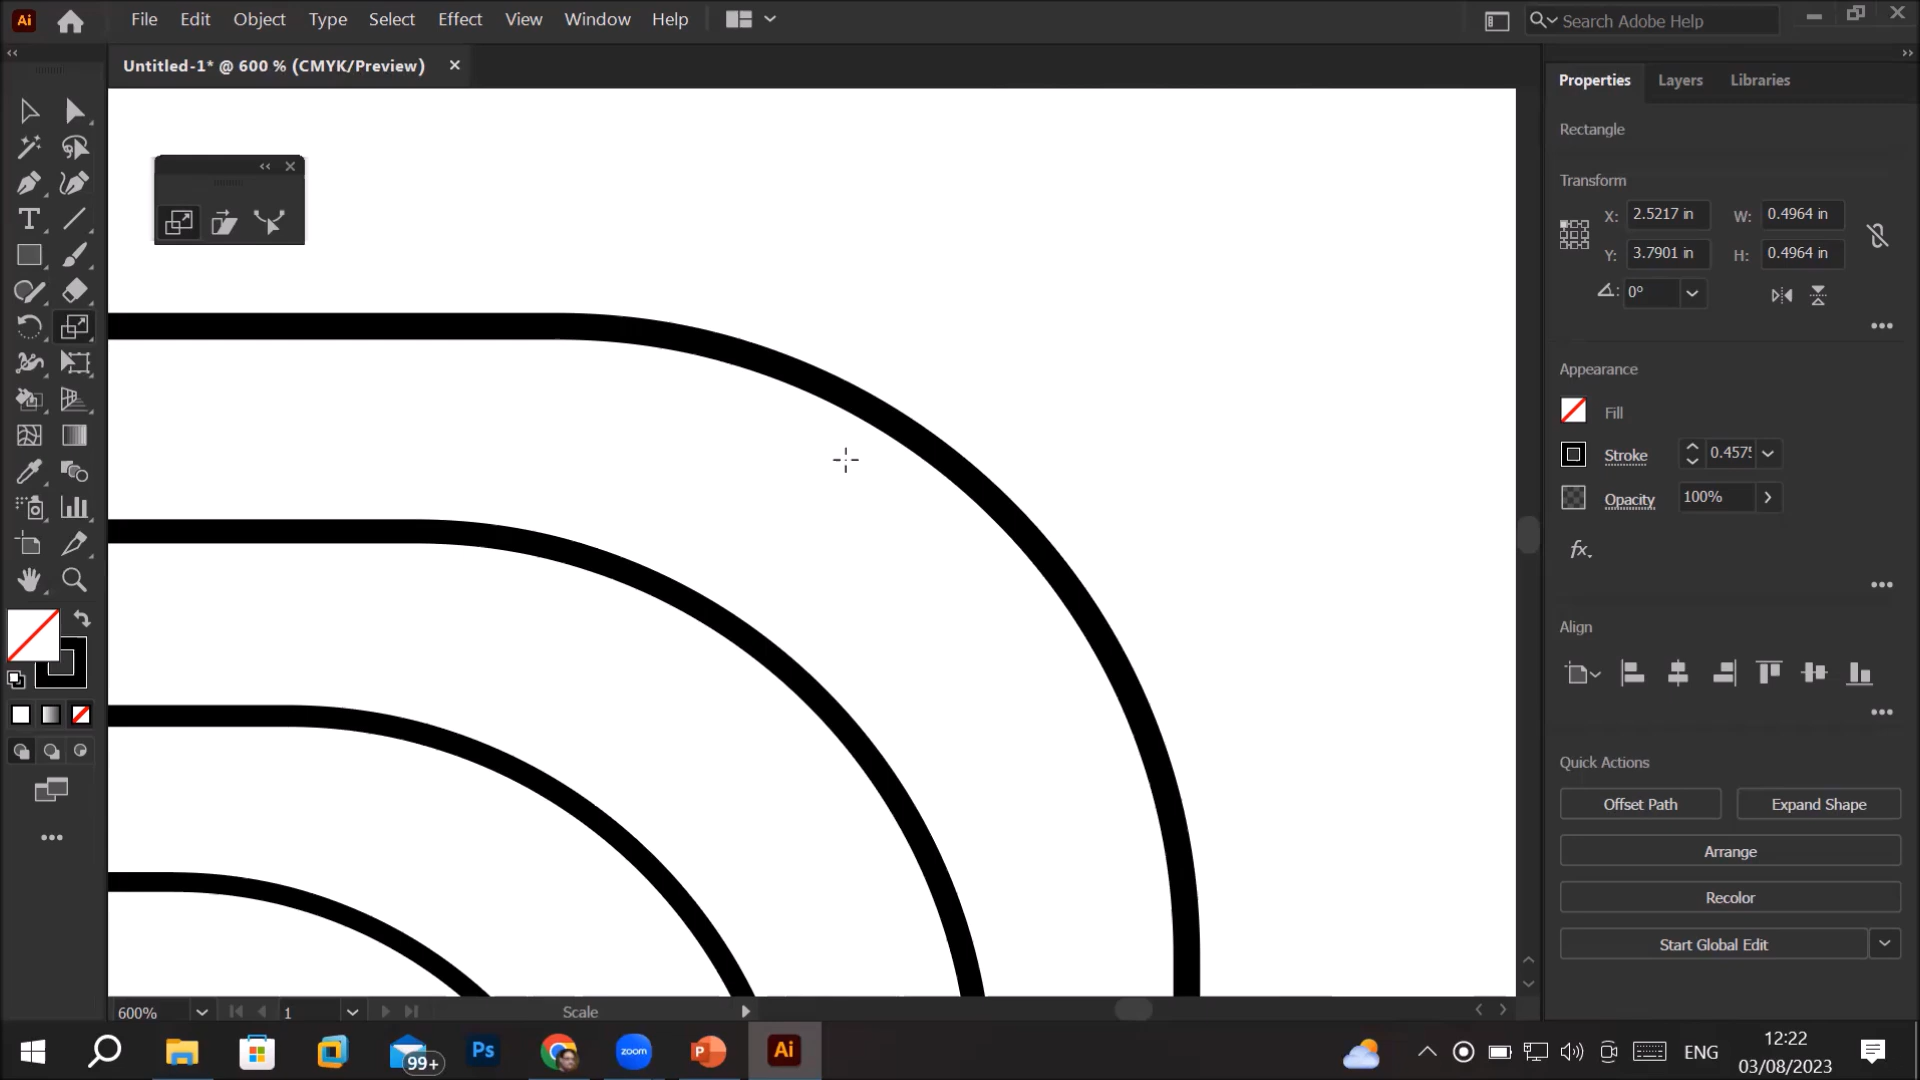 Ai File Edit Object Type Select Effect View Window Help Search Adobe Help
Untitled-1* @ 600 % (CMYK/Preview)
Properties Layers Libraries
Rectangle
Transform
X: 2.5217 in W: 0.4964 in
Y: 3.7901 in H: 0.4964 in
0°
Appearance
Fill
Stroke 0.457
Opacity 100%
fx
Align
Quick Actions
Offset Path Expand Shape
Arrange
Recolor
Start Global Edit
600% 1 Scale
99+ Ps zoom P Ai ENG 12:22
03/08/2023